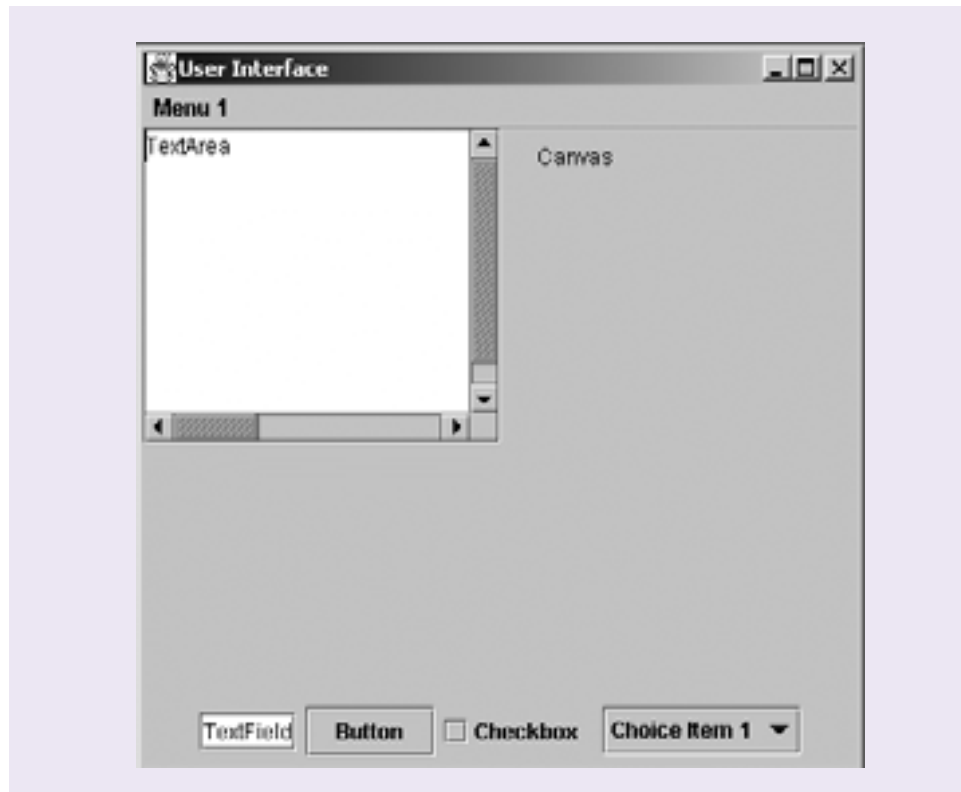 User Interface
Menu 1
TextArea
Canvas
TextField
Button
Checkbox
Choice Item 1